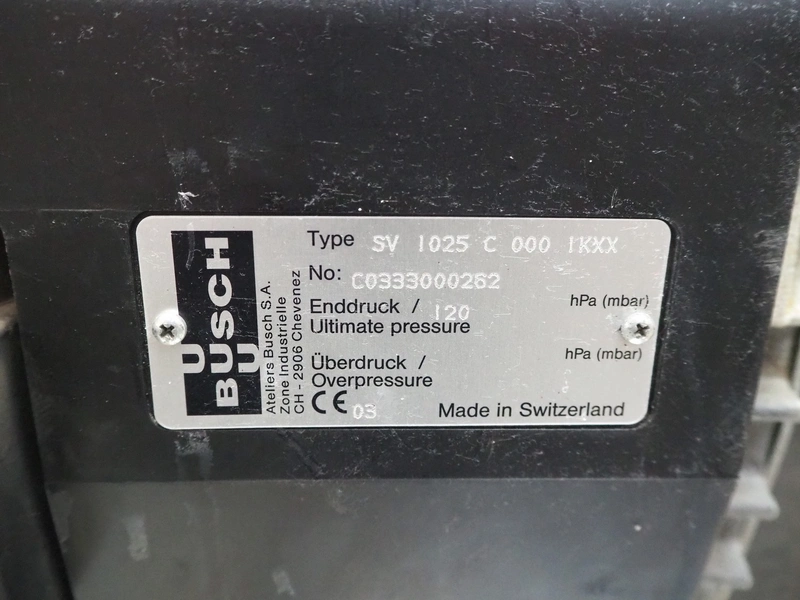 U
BUSCH
U U
Ateliers Busch S.A.
Zone Industrielle
CH - 2906 Chevenez
Type SV 1025 C 000 IKXX
No: C0333000262
Enddruck / 120 hPa (mbar)
Ultimate pressure
Überdruck / hPa (mbar)
Overpressure
CE 03 Made in Switzerland